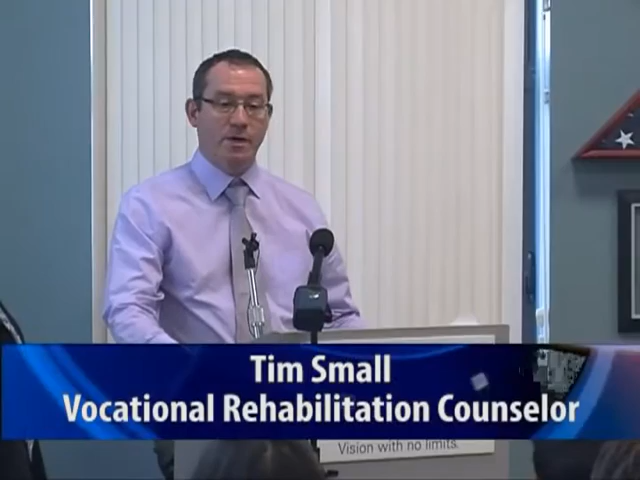 Tim Small
Vocational Rehabilitation Counselor
Vision with no limits.